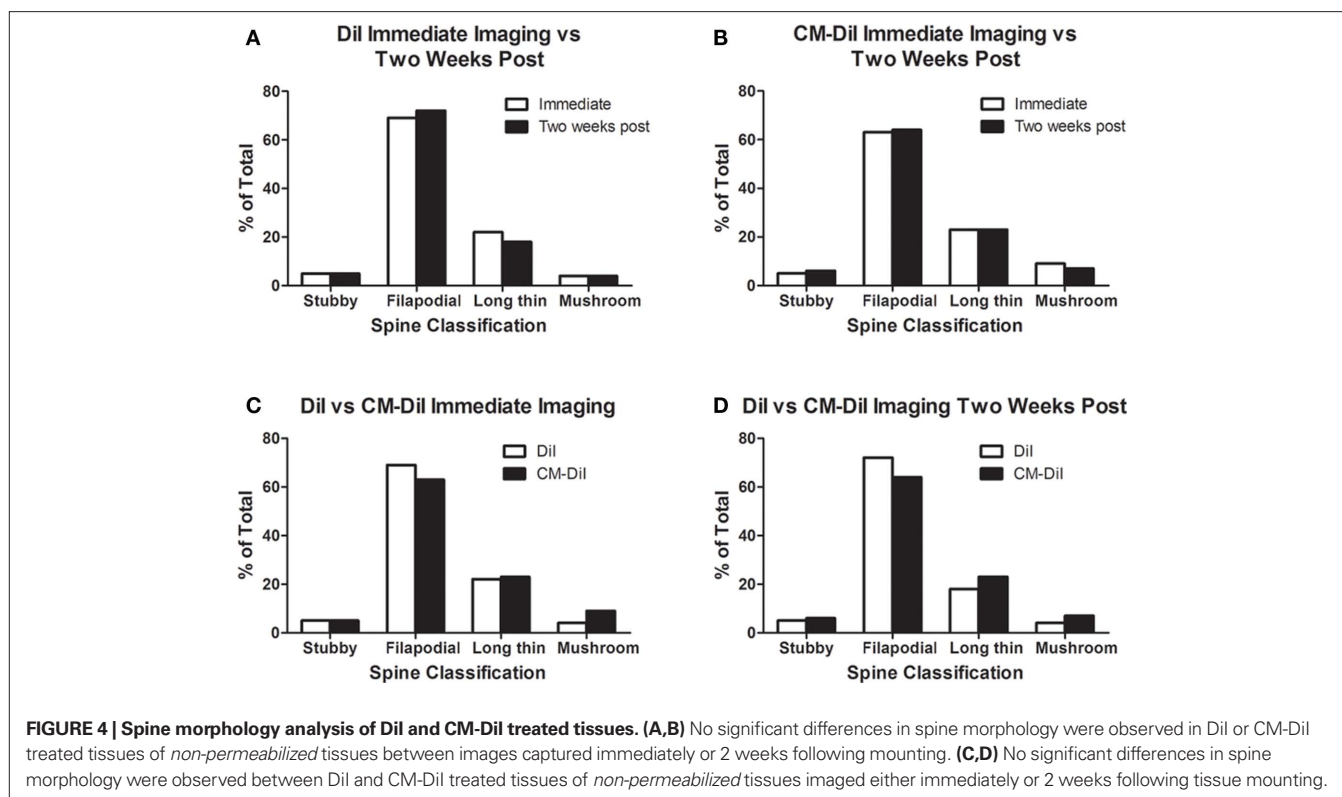 A
DiI Immediate Imaging vs
Two Weeks Post
80
60
40
20
0
% of Total
Immediate
Two weeks post
Stubby Filapodial Long thin Mushroom
Spine Classification
B
CM-DiI Immediate Imaging vs
Two Weeks Post
80
60
40
20
0
% of Total
Immediate
Two weeks post
Stubby Filapodial Long thin Mushroom
Spine Classification
C
DiI vs CM-DiI Immediate Imaging
80
60
40
20
0
% of Total
DiI
CM-DiI
Stubby Filapodial Long thin Mushroom
Spine Classification
D
DiI vs CM-DiI Imaging Two Weeks Post
80
60
40
20
0
% of Total
DiI
CM-DiI
Stubby Filapodial Long thin Mushroom
Spine Classification
FIGURE 4 | Spine morphology analysis of DiI and CM-DiI treated tissues. (A,B) No significant differences in spine morphology were observed in DiI or CM-DiI
treated tissues of non-permeabilized tissues between images captured immediately or 2 weeks following mounting. (C,D) No significant differences in spine
morphology were observed between DiI and CM-DiI treated tissues of non-permeabilized tissues imaged either immediately or 2 weeks following tissue mounting.